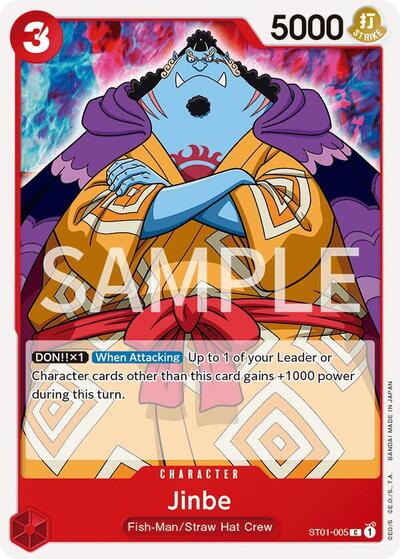 3
5000
打
STRIKE
SAMPLE
DON!!×1 When Attacking Up to 1 of your Leader or
Character cards other than this card gains +1000 power
during this turn.
CHARACTER
Jinbe
Fish-Man/Straw Hat Crew
ST01-005 C 1
©E.O/S ©E.O./S., T.A. BANDAI MADE IN JAPAN